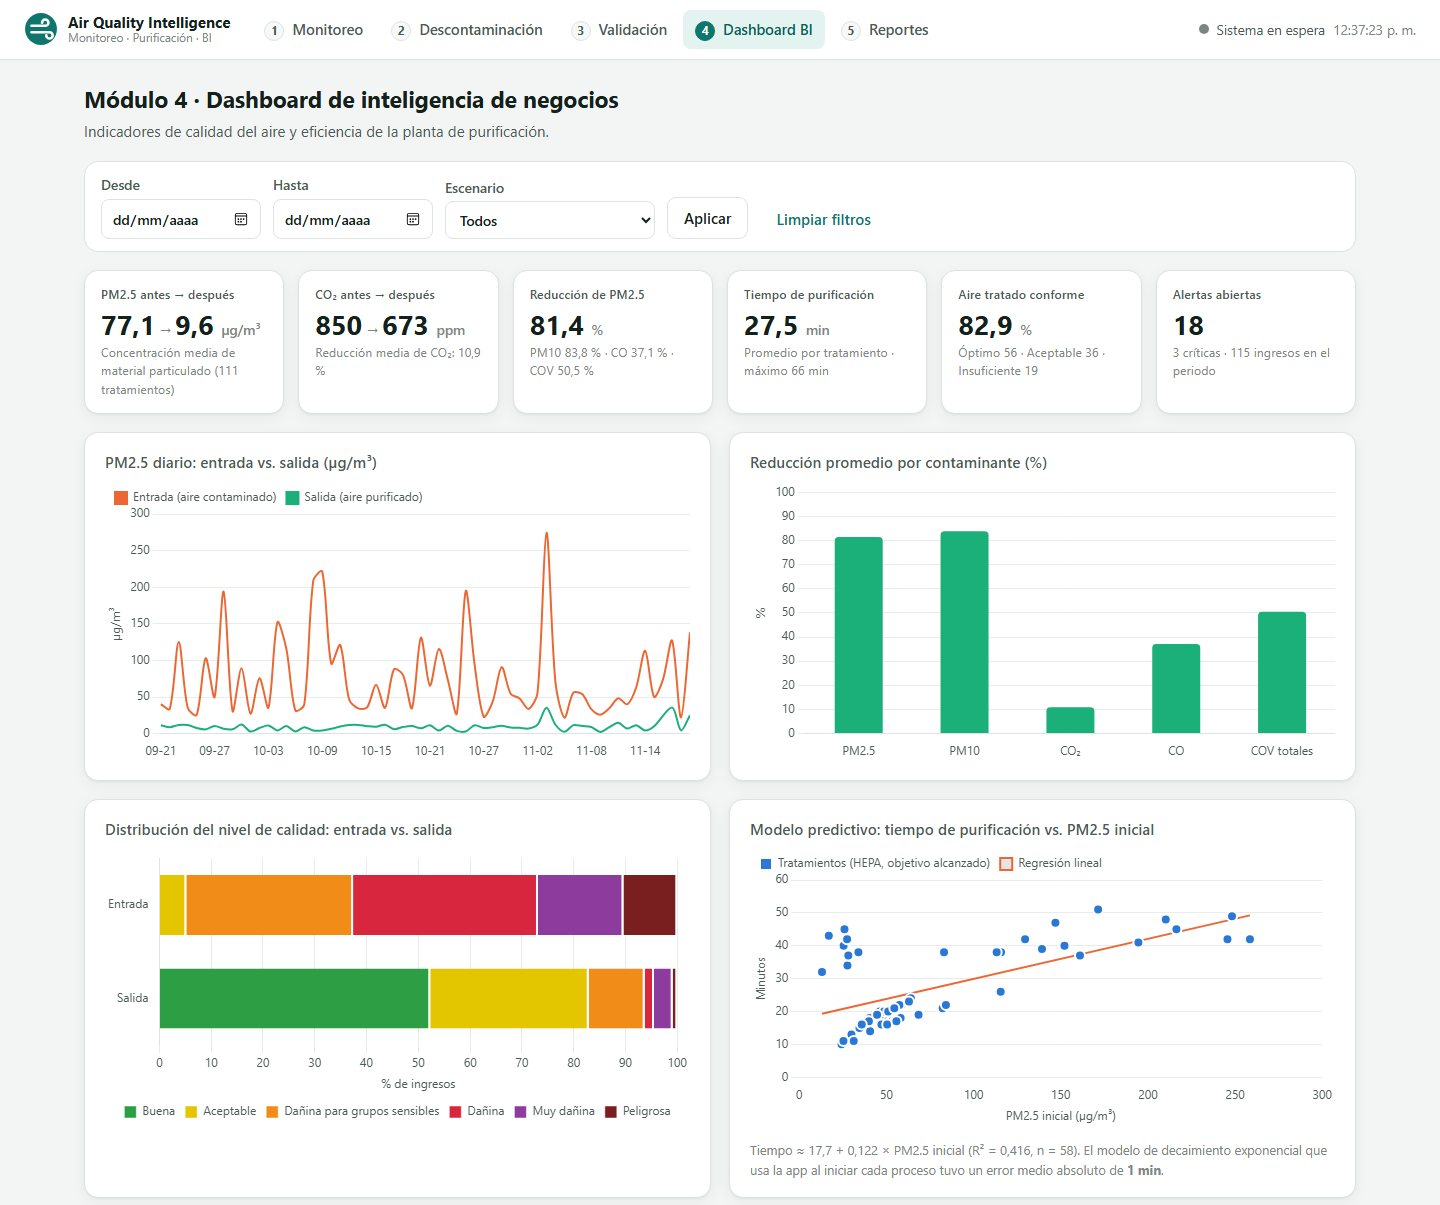 Air Quality Intelligence
Monitoreo · Purificación · BI
1 Monitoreo
2 Descontaminación
3 Validación
4 Dashboard BI
5 Reportes
Sistema en espera 12:37:23 p. m.
Módulo 4 · Dashboard de inteligencia de negocios
Indicadores de calidad del aire y eficiencia de la planta de purificación.
Desde
dd/mm/aaaa
Hasta
dd/mm/aaaa
Escenario
Todos
Aplicar
Limpiar filtros
PM2.5 antes → después
77,1 → 9,6 µg/m³
Concentración media de
material particulado (111
tratamientos)
CO₂ antes → después
850 → 673 ppm
Reducción media de CO₂: 10,9
%
Reducción de PM2.5
81,4 %
PM10 83,8 % · CO 37,1 % ·
COV 50,5 %
Tiempo de purificación
27,5 min
Promedio por tratamiento ·
máximo 66 min
Aire tratado conforme
82,9 %
Óptimo 56 · Aceptable 36 ·
Insuficiente 19
Alertas abiertas
18
3 críticas · 115 ingresos en el
periodo
PM2.5 diario: entrada vs. salida (µg/m³)
Entrada (aire contaminado) Salida (aire purificado)
300
250
200
150
100
50
0
µg/m³
09-21 09-27 10-03 10-09 10-15 10-21 10-27 11-02 11-08 11-14
Reducción promedio por contaminante (%)
100
90
80
70
60
50
40
30
20
10
0
%
PM2.5 PM10 CO₂ CO COV totales
Distribución del nivel de calidad: entrada vs. salida
Entrada
Salida
0 10 20 30 40 50 60 70 80 90 100
% de ingresos
Buena Aceptable Dañina para grupos sensibles Dañina Muy dañina Peligrosa
Modelo predictivo: tiempo de purificación vs. PM2.5 inicial
Tratamientos (HEPA, objetivo alcanzado) Regresión lineal
60
50
40
30
20
10
0
Minutos
0 50 100 150 200 250 300
PM2.5 inicial (µg/m³)
Tiempo ≈ 17,7 + 0,122 × PM2.5 inicial (R² = 0,416, n = 58). El modelo de decaimiento exponencial que
usa la app al iniciar cada proceso tuvo un error medio absoluto de 1 min.